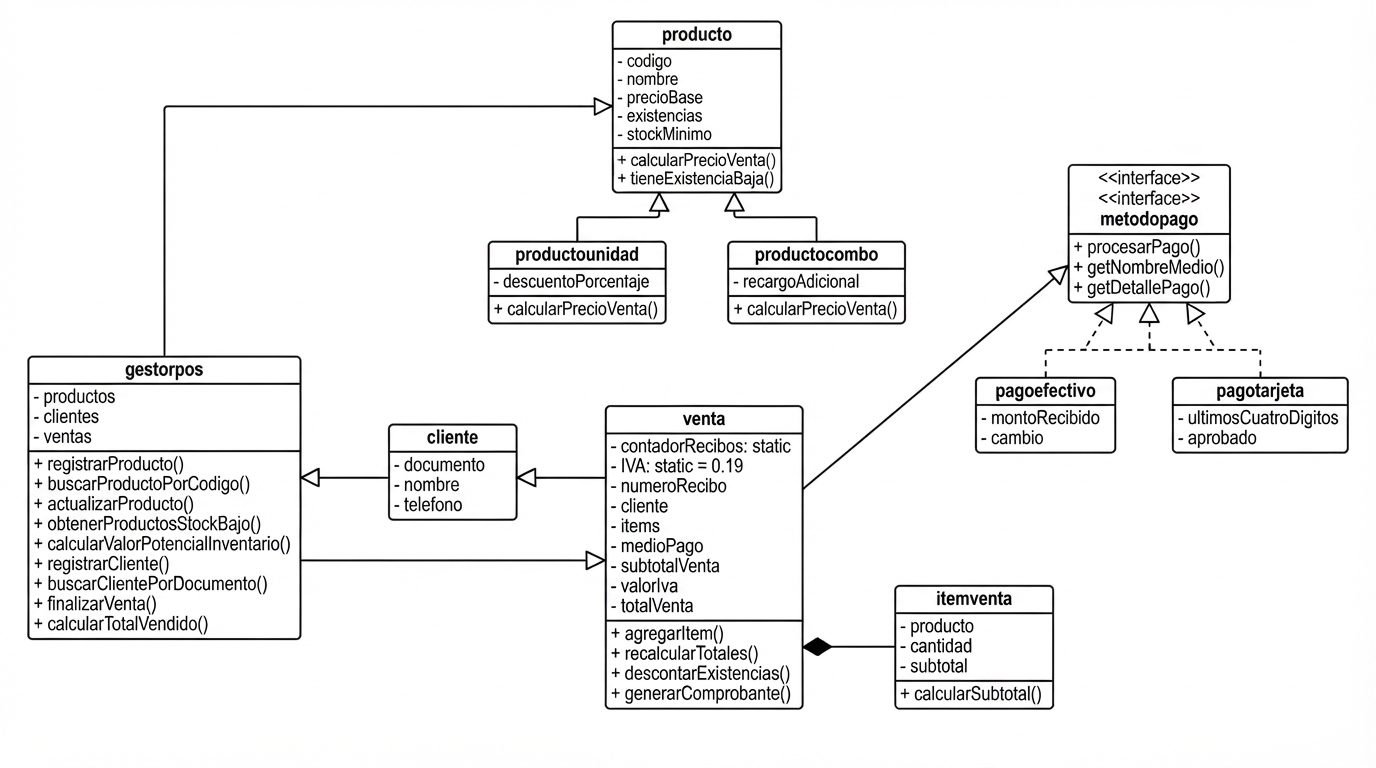 producto
- codigo
- nombre
- precioBase
- existencias
- stockMinimo
+ calcularPrecioVenta()
+ tieneExistenciaBaja()
productounidad
- descuentoPorcentaje
+ calcularPrecioVenta()
productocombo
- recargoAdicional
+ calcularPrecioVenta()
<<interface>>
<<interface>>
metodopago
+ procesarPago()
+ getNombreMedio()
+ getDetallePago()
pagoefectivo
- montoRecibido
- cambio
pagotarjeta
- ultimosCuatroDigitos
- aprobado
gestorpos
- productos
- clientes
- ventas
+ registrarProducto()
+ buscarProductoPorCodigo()
+ actualizarProducto()
+ obtenerProductosStockBajo()
+ calcularValorPotencialInventario()
+ registrarCliente()
+ buscarClientePorDocumento()
+ finalizarVenta()
+ calcularTotalVendido()
cliente
- documento
- nombre
- telefono
venta
- contadorRecibos: static
- IVA: static = 0.19
- numeroRecibo
- cliente
- items
- medioPago
- subtotalVenta
- valorIva
- totalVenta
+ agregarItem()
+ recalcularTotales()
+ descontarExistencias()
+ generarComprobante()
itemventa
- producto
- cantidad
- subtotal
+ calcularSubtotal()